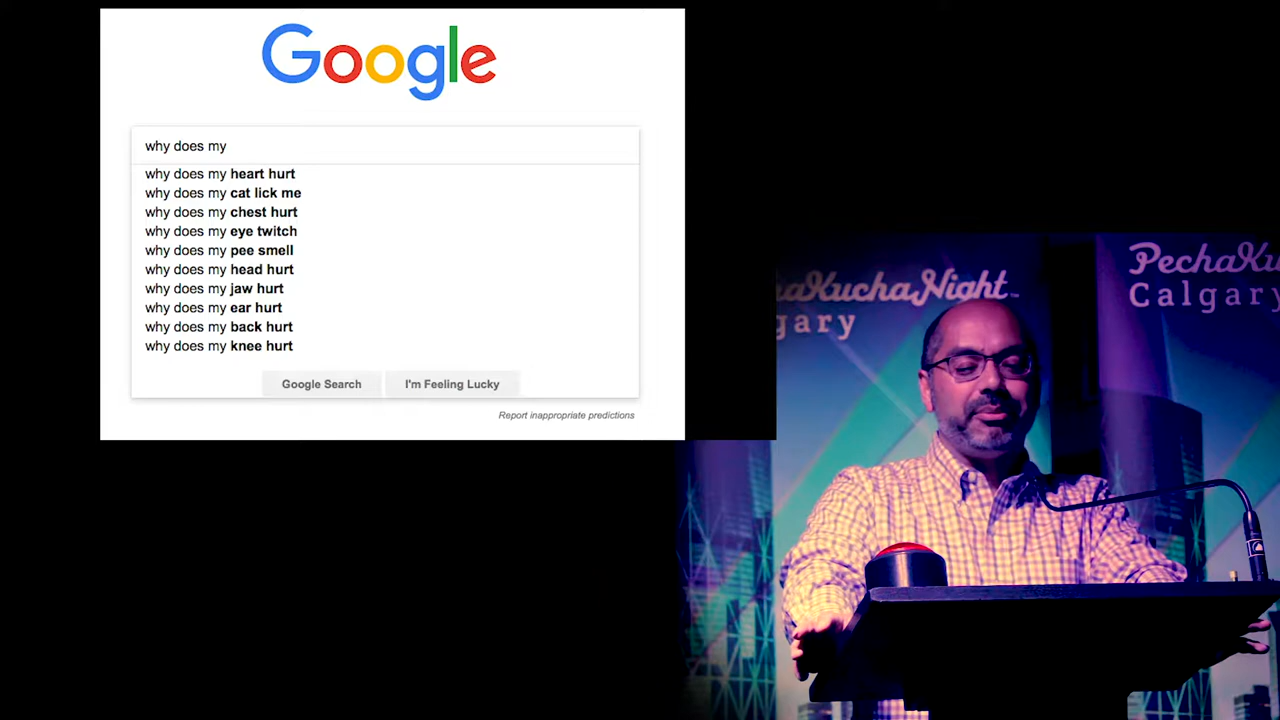 Google
why does my
why does my heart hurt
why does my cat lick me
why does my chest hurt
why does my eye twitch
why does my pee smell
why does my head hurt
why does my jaw hurt
why does my ear hurt
why does my back hurt
why does my knee hurt
Google Search
I'm Feeling Lucky
Report inappropriate predictions
aKucha Night™
gary
PechaKu
Calgary